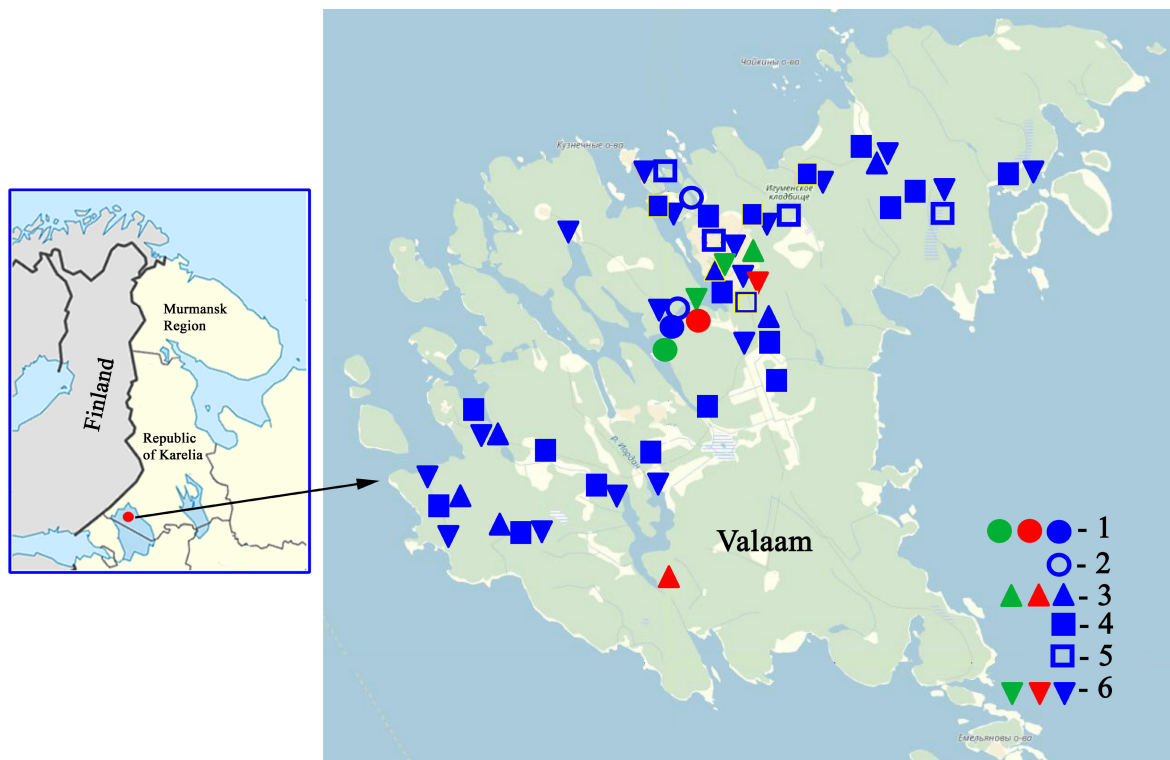 Чайкины о-ва
Кузнечные о-ва
Игуменское
кладбище
Murmansk
Region
Finland
Republic
of Karelia
р. Иордан
Valaam
- 1
- 2
- 3
- 4
- 5
- 6
Емельяновы о-ва